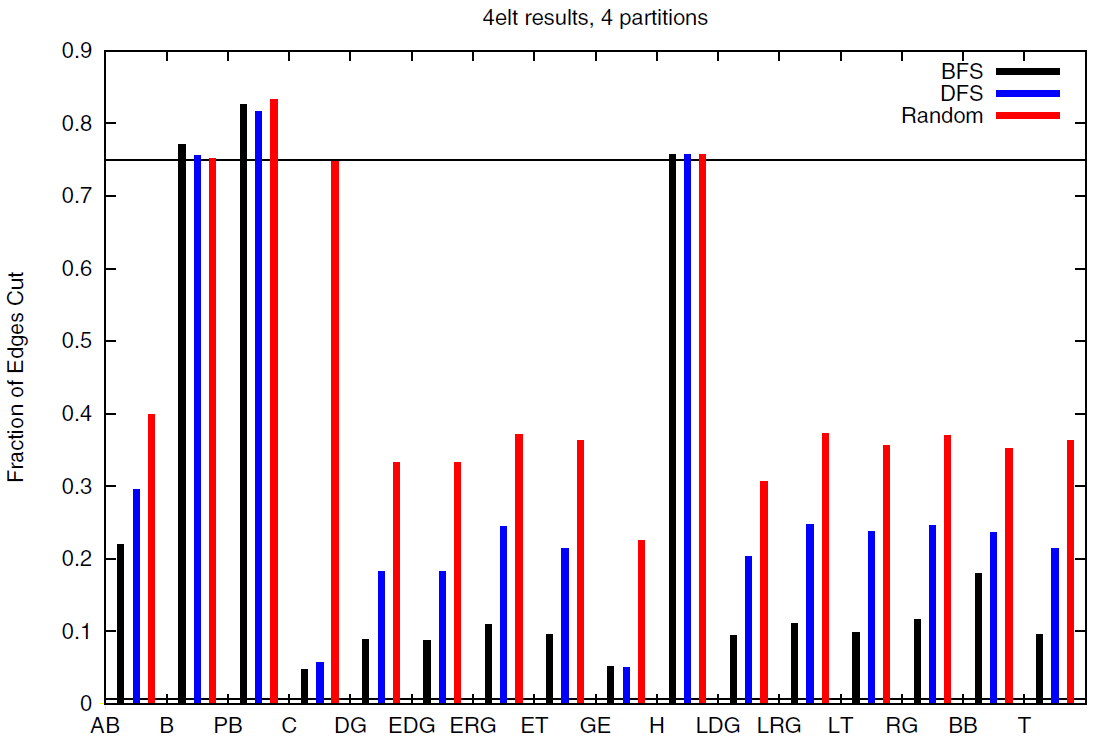 4elt results, 4 partitions
BFS
DFS
Random
Fraction of Edges Cut
0.9
0.8
0.7
0.6
0.5
0.4
0.3
0.2
0.1
0
AB B PB C DG EDG ERG ET GE H LDG LRG LT RG BB T